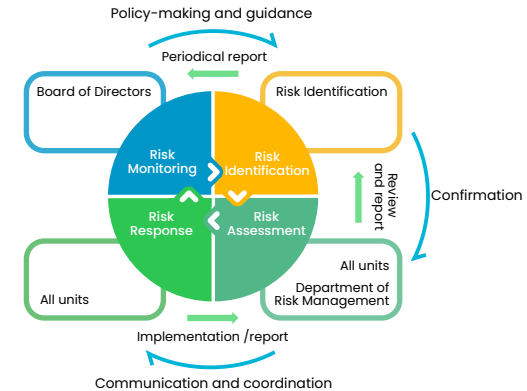 Policy-making and guidance
Periodical report
Board of Directors
Risk Identification
Risk
Monitoring
Risk
Identification
Review
and report
Confirmation
Risk
Response
Risk
Assessment
All units
All units
Department of
Risk Management
Implementation /report
Communication and coordination